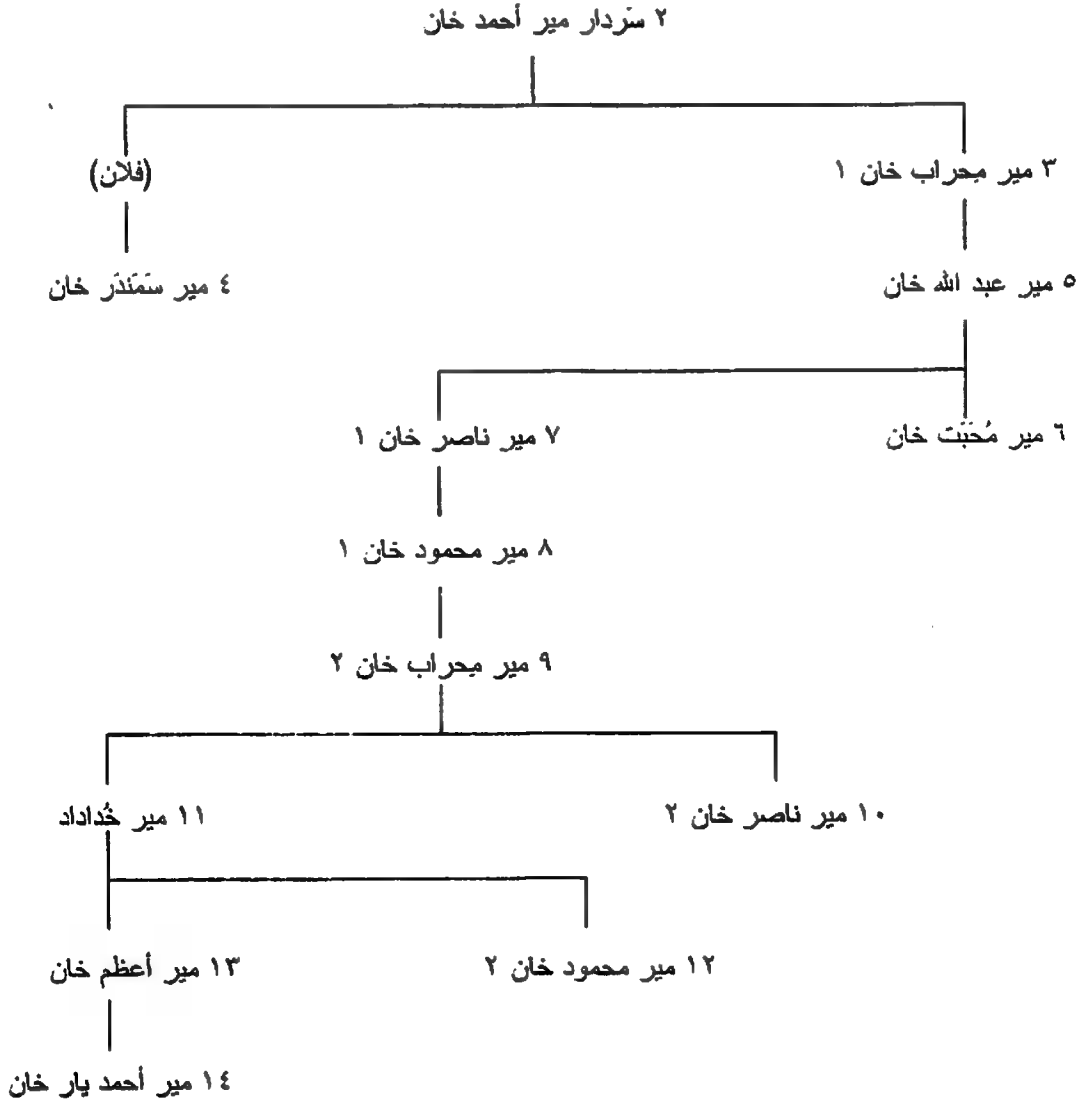 ٢ سَردار مير أحمد خان
٣ مير مِحراب خان ١
(فلان)
٥ مير عبد الله خان
٤ مير سَمَندَر خان
٦ مير مُحَبَّت خان
٧ مير ناصر خان ١
٨ مير محمود خان ١
٩ مير مِحراب خان ٢
١٠ مير ناصر خان ٢
١١ مير خُداداد
١٢ مير محمود خان ٢
١٣ مير أعظم خان
١٤ مير أحمد يار خان